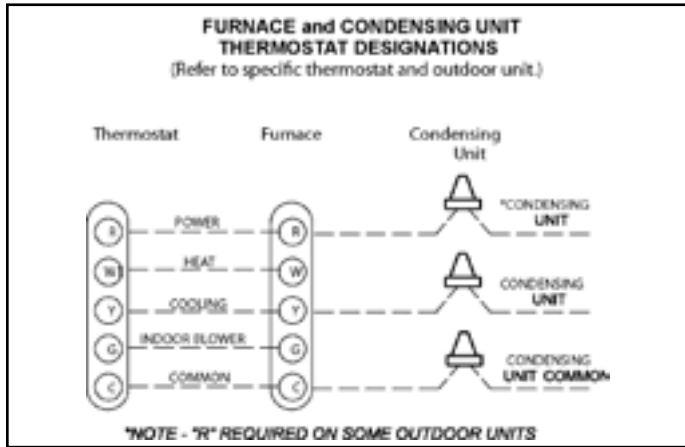 FURNACE and CONDENSING UNIT
THERMOSTAT DESIGNATIONS
(Refer to specific thermostat and outdoor unit.)
Thermostat Furnace Condensing
Unit
R POWER R *CONDENSING
UNIT
W1 HEAT W
Y COOLING Y CONDENSING
UNIT
G INDOOR BLOWER G
C COMMON C CONDENSING
UNIT COMMON
*NOTE - "R" REQUIRED ON SOME OUTDOOR UNITS